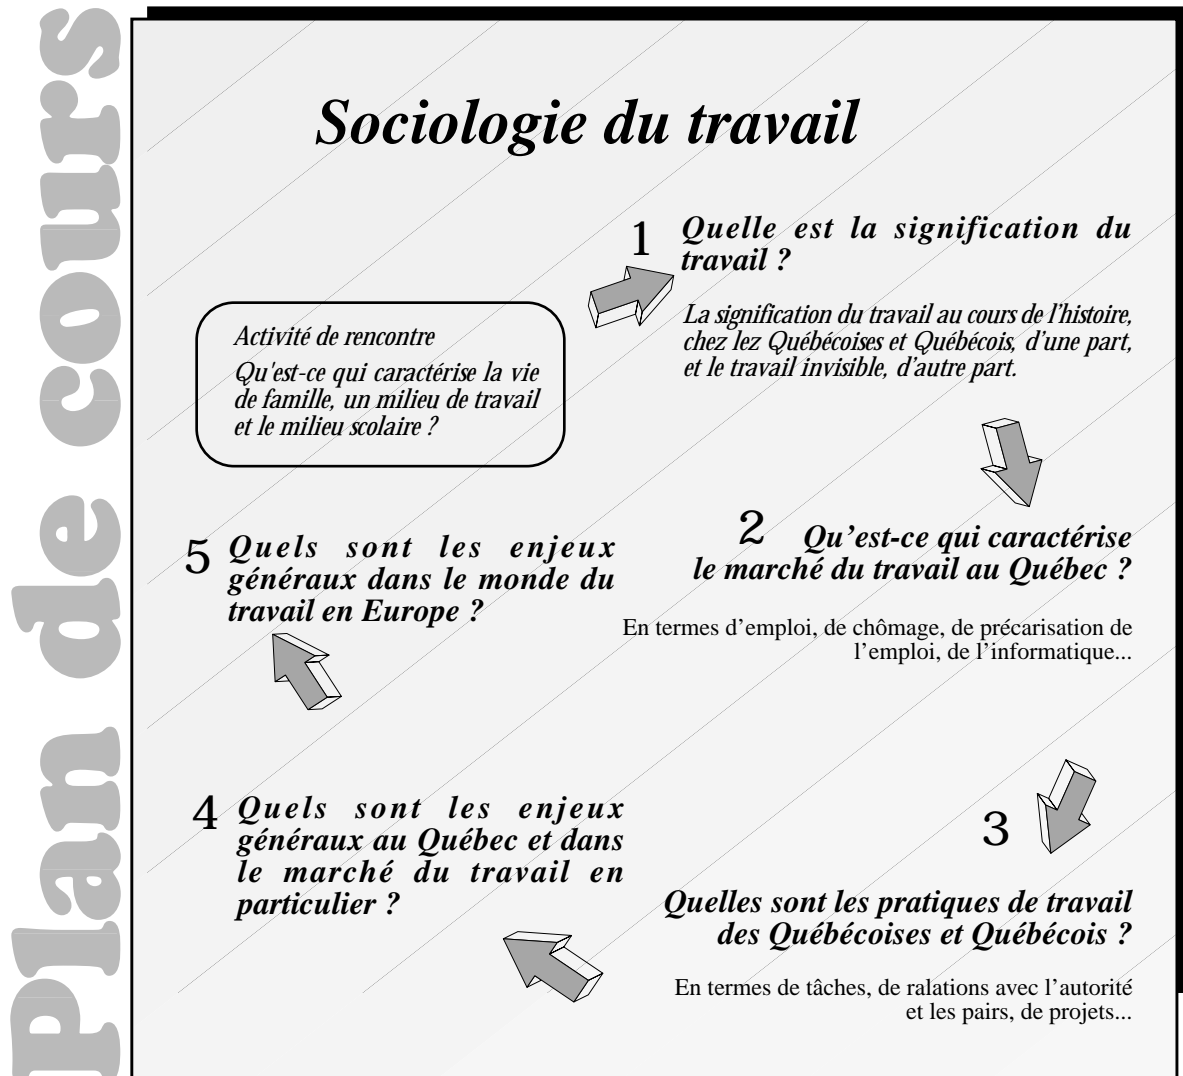 Plan de cours
Sociologie du travail
Activité de rencontre
Qu'est-ce qui caractérise la vie
de famille, un milieu de travail
et le milieu scolaire ?
1
Quelle est la signification du
travail ?
La signification du travail au cours de l’histoire,
chez lez Québécoises et Québécois, d’une part,
et le travail invisible, d’autre part.
2
Qu’est-ce qui caractérise
le marché du travail au Québec ?
En termes d’emploi, de chômage, de précarisation de
l’emploi, de l’informatique...
3
Quelles sont les pratiques de travail
des Québécoises et Québécois ?
En termes de tâches, de ralations avec l’autorité
et les pairs, de projets...
4
Quels sont les enjeux
généraux au Québec et dans
le marché du travail en
particulier ?
5
Quels sont les enjeux
généraux dans le monde du
travail en Europe ?